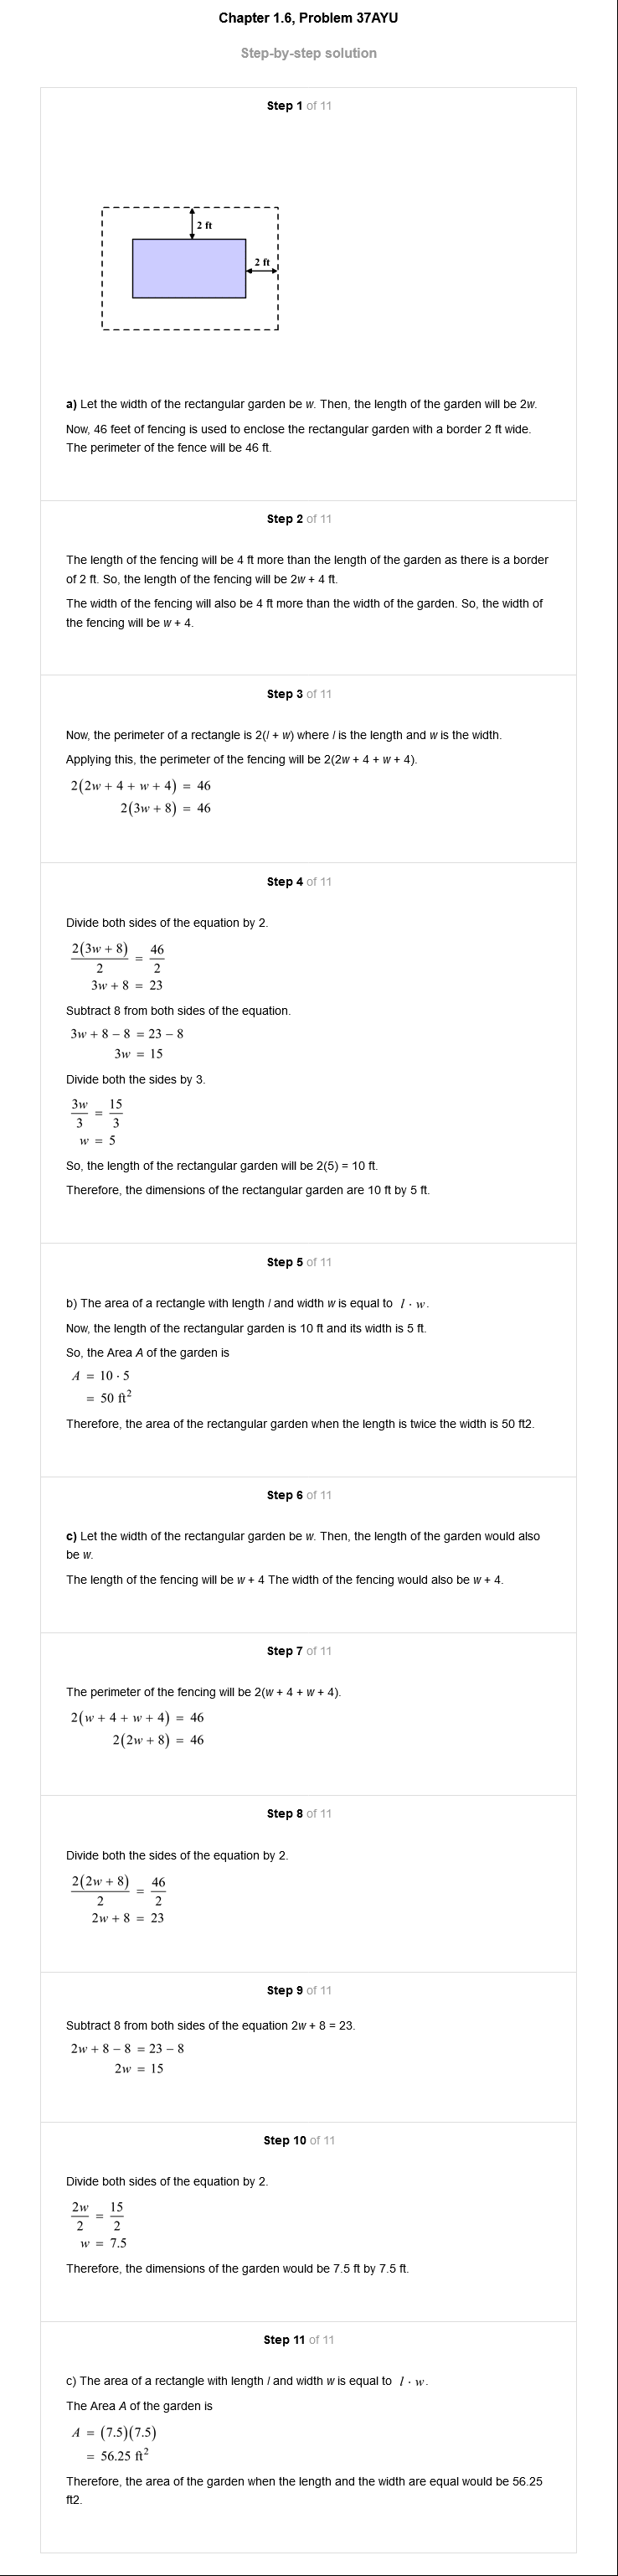 Chapter 1.6, Problem 37AYU
Step-by-step solution
Step 1 of 11
2 ft
2 ft
a) Let the width of the rectangular garden be w. Then, the length of the garden will be 2w.
Now, 46 feet of fencing is used to enclose the rectangular garden with a border 2 ft wide.
The perimeter of the fence will be 46 ft.
Step 2 of 11
The length of the fencing will be 4 ft more than the length of the garden as there is a border
of 2 ft. So, the length of the fencing will be 2w + 4 ft.
The width of the fencing will also be 4 ft more than the width of the garden. So, the width of
the fencing will be w + 4.
Step 3 of 11
Now, the perimeter of a rectangle is 2(l + w) where l is the length and w is the width.
Applying this, the perimeter of the fencing will be 2(2w + 4 + w + 4).
2(2w + 4 + w + 4) = 46
2(3w + 8) = 46
Step 4 of 11
Divide both sides of the equation by 2.
2(3w + 8)/2 = 46/2
3w + 8 = 23
Subtract 8 from both sides of the equation.
3w + 8 − 8 = 23 − 8
3w = 15
Divide both the sides by 3.
3w/3 = 15/3
w = 5
So, the length of the rectangular garden will be 2(5) = 10 ft.
Therefore, the dimensions of the rectangular garden are 10 ft by 5 ft.
Step 5 of 11
b) The area of a rectangle with length l and width w is equal to l · w.
Now, the length of the rectangular garden is 10 ft and its width is 5 ft.
So, the Area A of the garden is
A = 10 · 5
= 50 ft²
Therefore, the area of the rectangular garden when the length is twice the width is 50 ft2.
Step 6 of 11
c) Let the width of the rectangular garden be w. Then, the length of the garden would also
be w.
The length of the fencing will be w + 4 The width of the fencing would also be w + 4.
Step 7 of 11
The perimeter of the fencing will be 2(w + 4 + w + 4).
2(w + 4 + w + 4) = 46
2(2w + 8) = 46
Step 8 of 11
Divide both the sides of the equation by 2.
2(2w + 8)/2 = 46/2
2w + 8 = 23
Step 9 of 11
Subtract 8 from both sides of the equation 2w + 8 = 23.
2w + 8 − 8 = 23 − 8
2w = 15
Step 10 of 11
Divide both sides of the equation by 2.
2w/2 = 15/2
w = 7.5
Therefore, the dimensions of the garden would be 7.5 ft by 7.5 ft.
Step 11 of 11
c) The area of a rectangle with length l and width w is equal to l · w.
The Area A of the garden is
A = (7.5)(7.5)
= 56.25 ft²
Therefore, the area of the garden when the length and the width are equal would be 56.25
ft2.